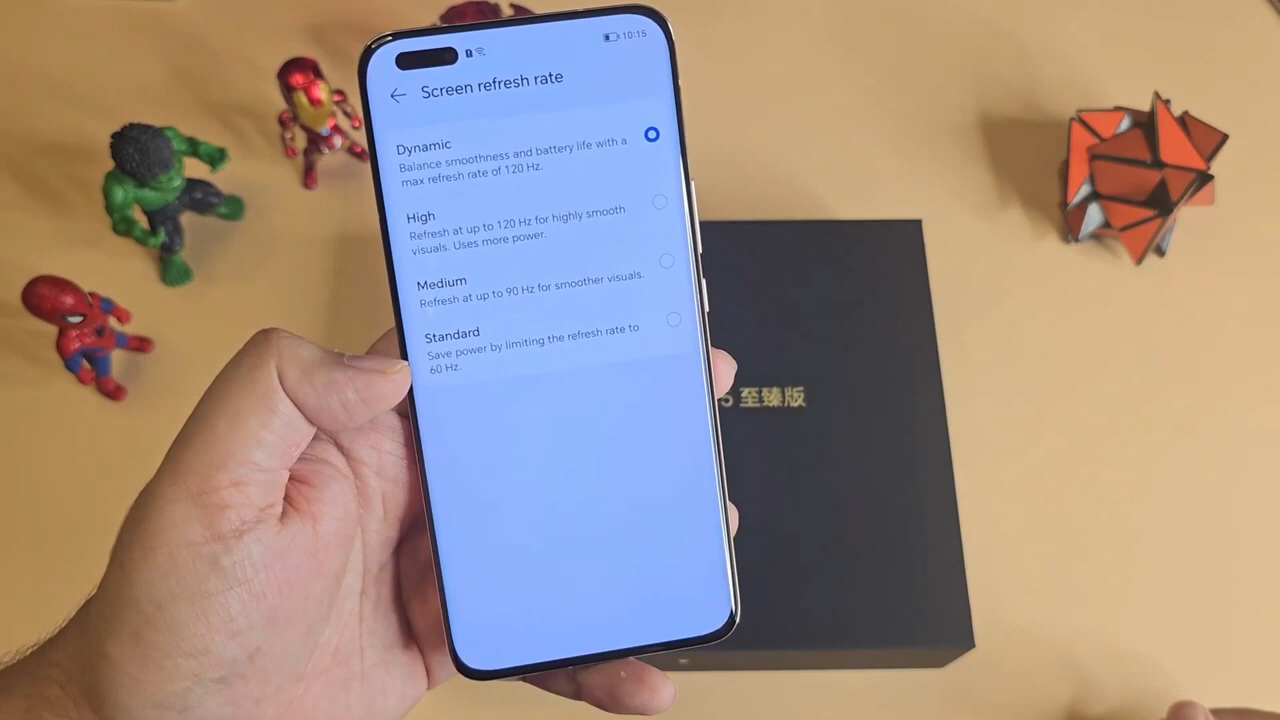 10:15
Screen refresh rate
Dynamic
Balance smoothness and battery life with a
max refresh rate of 120 Hz.
High
Refresh at up to 120 Hz for highly smooth
visuals. Uses more power.
Medium
Refresh at up to 90 Hz for smoother visuals.
Standard
Save power by limiting the refresh rate to
60 Hz.
5 至臻版